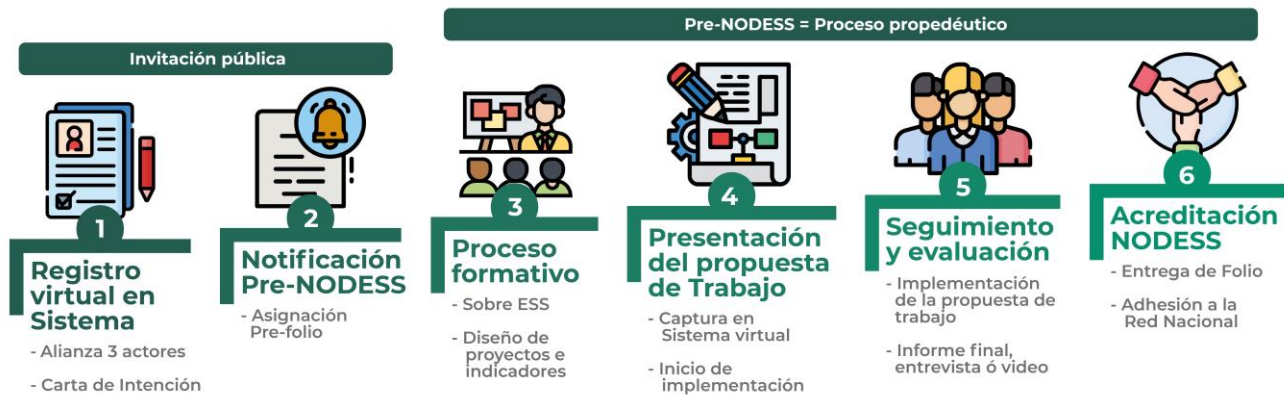 Pre-NODESS = Proceso propedéutico
Invitación pública
1
Registro
virtual en
Sistema
- Alianza 3 actores
- Carta de Intención
2
Notificación
Pre-NODESS
- Asignación
Pre-folio
3
Proceso
formativo
- Sobre ESS
- Diseño de
proyectos e
indicadores
4
Presentación
del propuesta
de Trabajo
- Captura en
Sistema virtual
- Inicio de
implementación
5
Seguimiento
y evaluación
- Implementación
de la propuesta de
trabajo
- Informe final,
entrevista ó video
6
Acreditación
NODESS
- Entrega de Folio
- Adhesión a la
Red Nacional